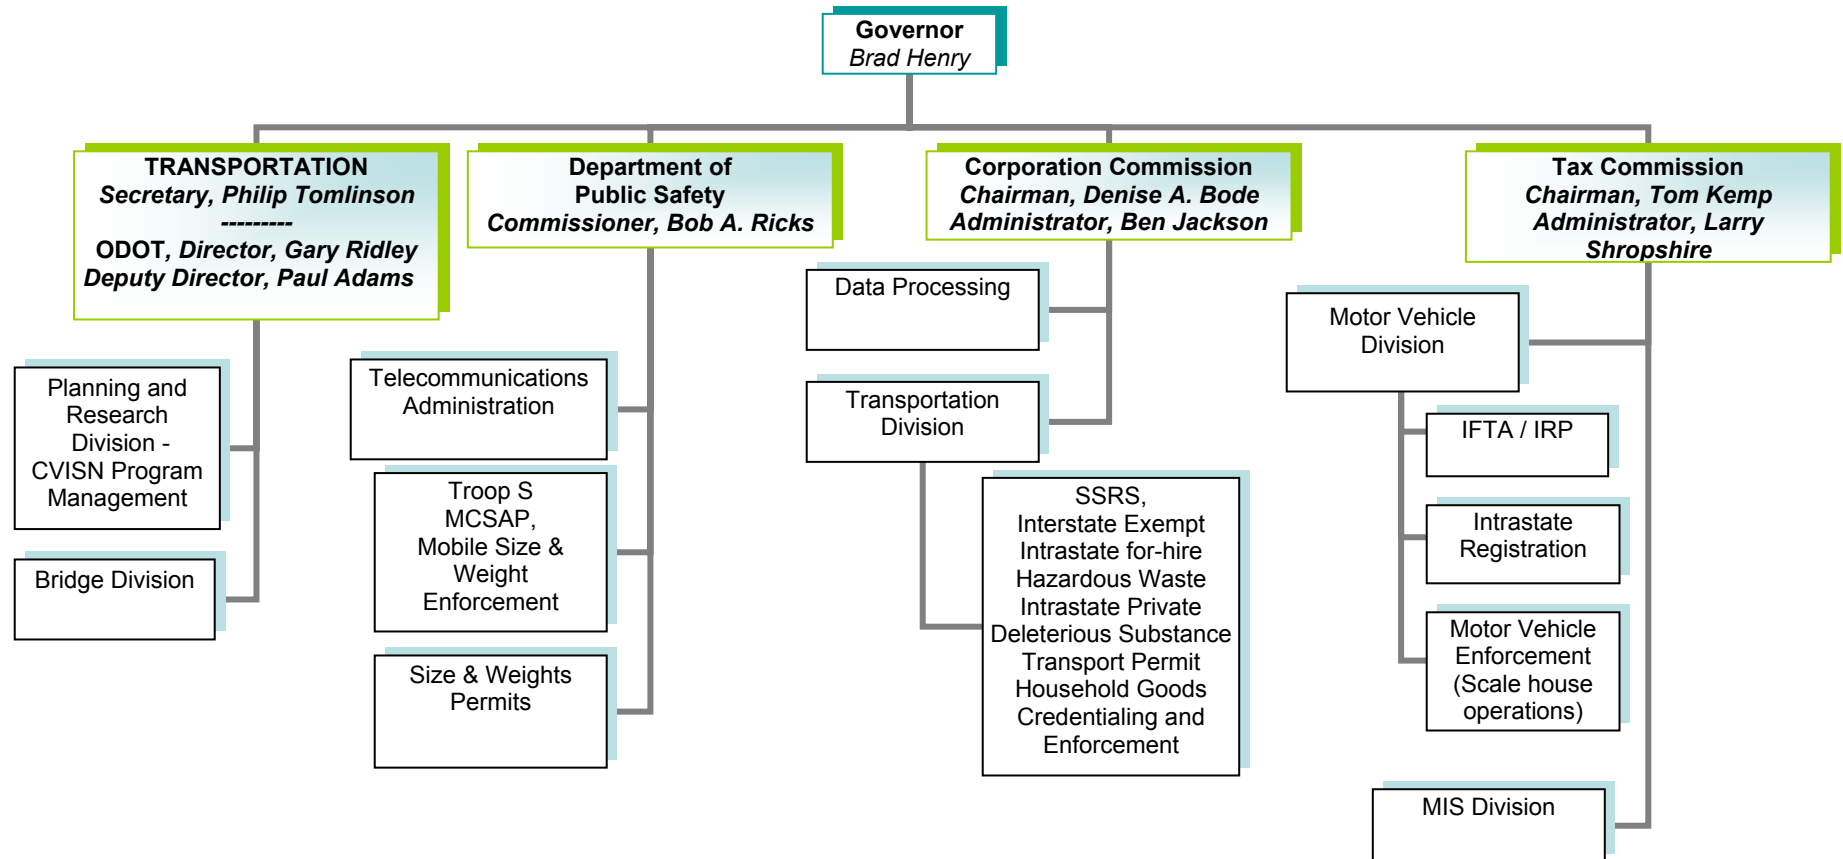 Governor
Brad Henry
TRANSPORTATION
Secretary, Philip Tomlinson
---------
ODOT, Director, Gary Ridley
Deputy Director, Paul Adams
Department of
Public Safety
Commissioner, Bob A. Ricks
Corporation Commission
Chairman, Denise A. Bode
Administrator, Ben Jackson
Tax Commission
Chairman, Tom Kemp
Administrator, Larry
Shropshire
Planning and
Research
Division -
CVISN Program
Management
Bridge Division
Telecommunications
Administration
Troop S
MCSAP,
Mobile Size &
Weight
Enforcement
Size & Weights
Permits
Data Processing
Transportation
Division
SSRS,
Interstate Exempt
Intrastate for-hire
Hazardous Waste
Intrastate Private
Deleterious Substance
Transport Permit
Household Goods
Credentialing and
Enforcement
Motor Vehicle
Division
IFTA / IRP
Intrastate
Registration
Motor Vehicle
Enforcement
(Scale house
operations)
MIS Division